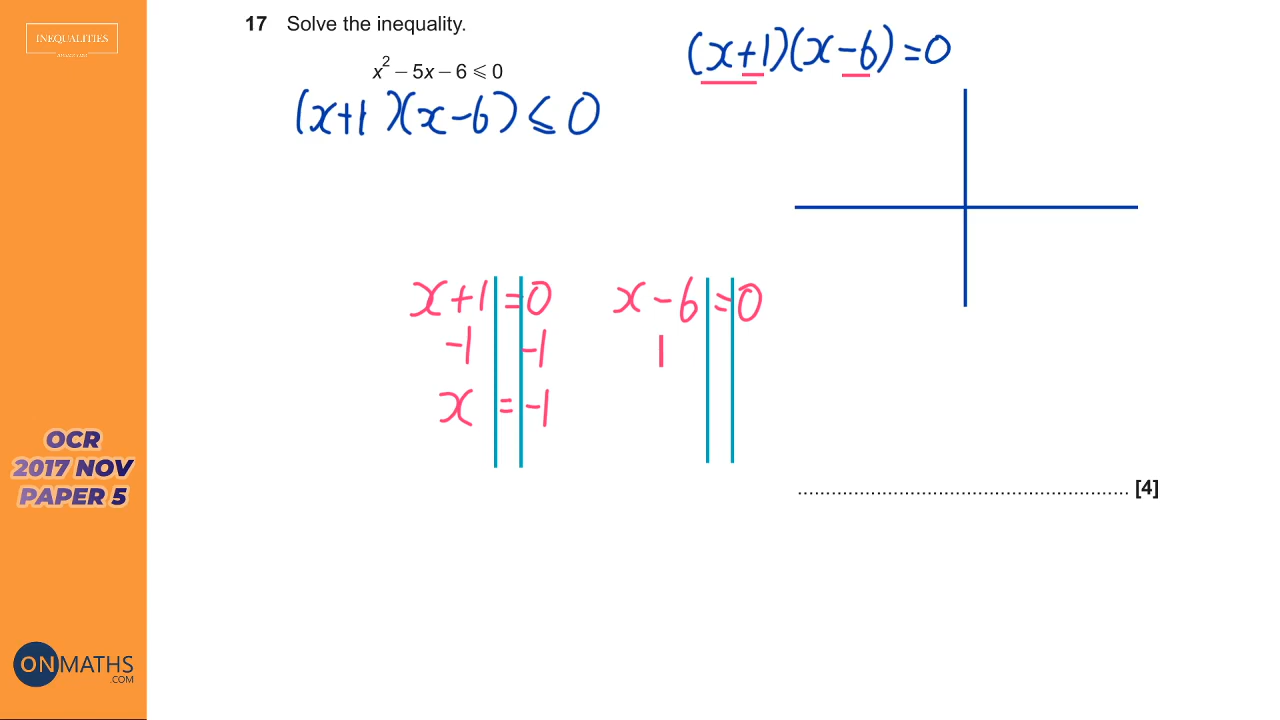 INEQUALITIES
17 Solve the inequality.
x² – 5x – 6 ⩽ 0
(x+1)(x-6) ≤ 0
(x+1)(x-6) = 0
x+1 = 0
-1 -1
x = -1
x-6 = 0
[4]
OCR
2017 NOV
PAPER 5
ONMATHS
.COM